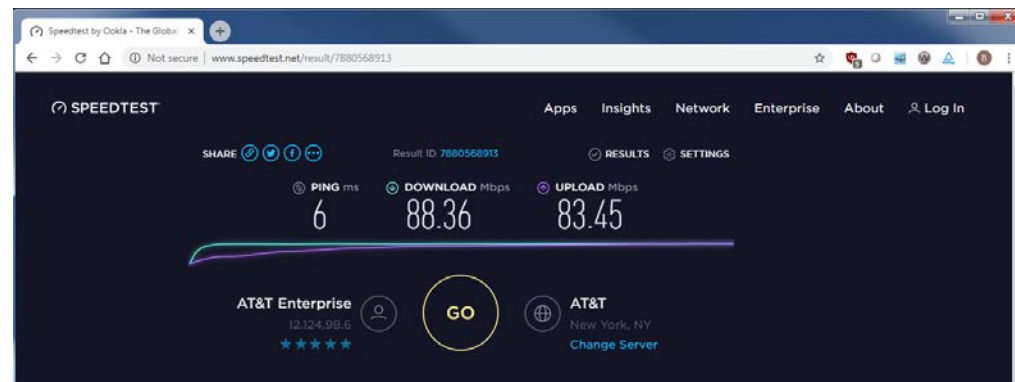 Speedtest by Ookla - The Global
Not secure | www.speedtest.net/result/7880568913
SPEEDTEST
Apps Insights Network Enterprise About Log In
SHARE Result ID 7880568913 RESULTS SETTINGS
PING ms DOWNLOAD Mbps UPLOAD Mbps
6 88.36 83.45
AT&T Enterprise GO AT&T
12.124.98.6 New York, NY
Change Server